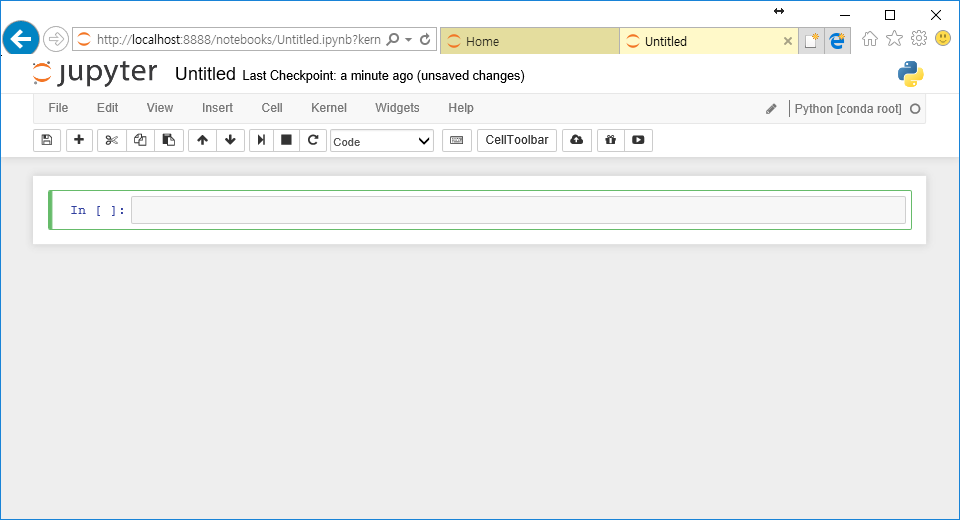 http://localhost:8888/notebooks/Untitled.ipynb?kern
Home
Untitled
jupyter Untitled Last Checkpoint: a minute ago (unsaved changes)
File Edit View Insert Cell Kernel Widgets Help Python [conda root]
Code CellToolbar
In [ ]: